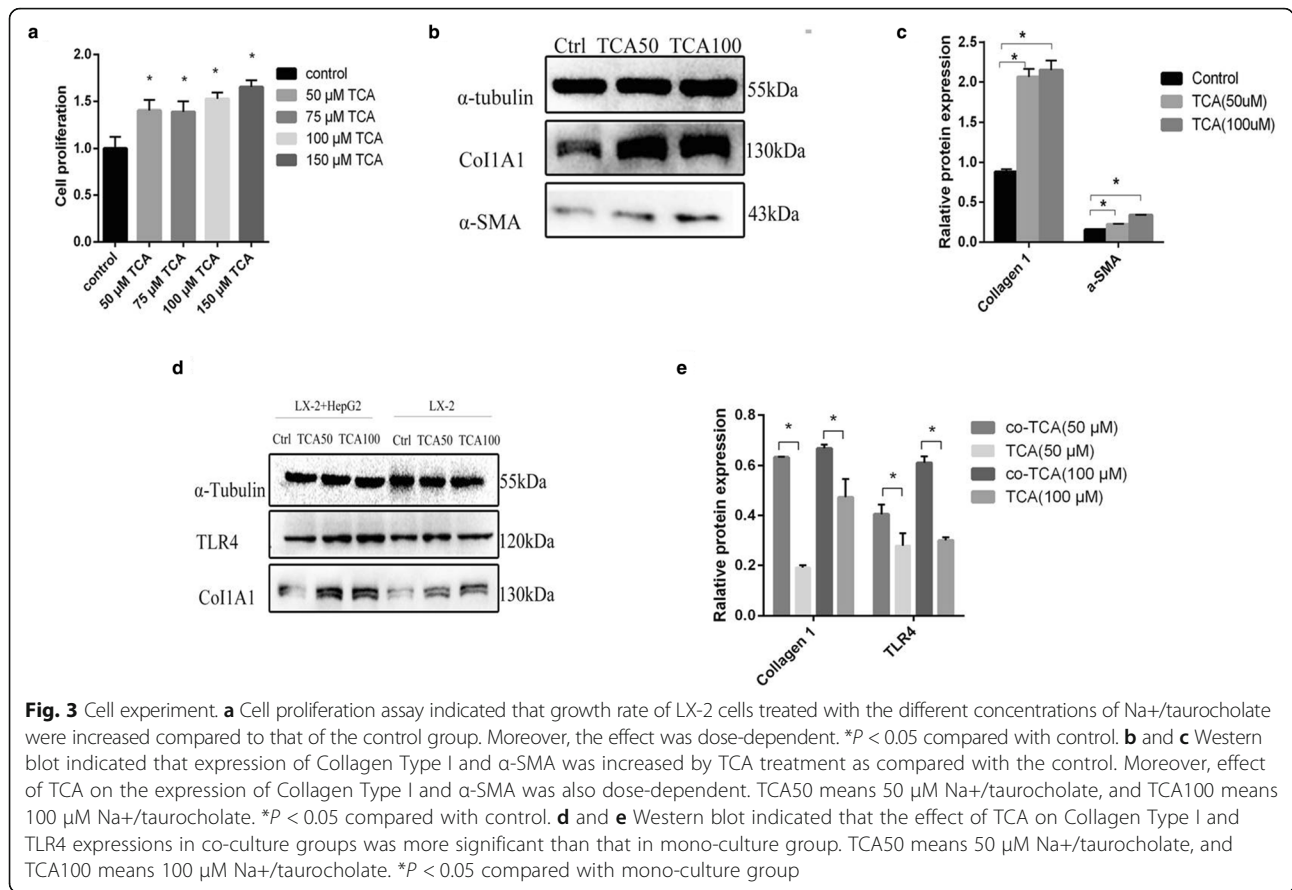 a
Cell proliferation
2.0
1.5
1.0
0.5
0.0
* * * *
control
50 μM TCA
75 μM TCA
100 μM TCA
150 μM TCA
control
50 μM TCA
75 μM TCA
100 μM TCA
150 μM TCA
b
Ctrl TCA50 TCA100
α-tubulin 55kDa
Col1A1 130kDa
α-SMA 43kDa
c
Ralative protein expression
2.5
2.0
1.5
1.0
0.5
0.0
*
*
*
*
Collagen 1
a-SMA
Control
TCA(50uM)
TCA(100uM)
d
LX-2+HepG2 LX-2
Ctrl TCA50 TCA100 Ctrl TCA50 TCA100
α-Tubulin 55kDa
TLR4 120kDa
Col1A1 130kDa
e
Ralative protein expression
0.8
0.6
0.4
0.2
0.0
* * * *
Collagen 1
TLR4
co-TCA(50 μM)
TCA(50 μM)
co-TCA(100 μM)
TCA(100 μM)
Fig. 3 Cell experiment. a Cell proliferation assay indicated that growth rate of LX-2 cells treated with the different concentrations of Na+/taurocholate
were increased compared to that of the control group. Moreover, the effect was dose-dependent. *P < 0.05 compared with control. b and c Western
blot indicated that expression of Collagen Type I and α-SMA was increased by TCA treatment as compared with the control. Moreover, effect
of TCA on the expression of Collagen Type I and α-SMA was also dose-dependent. TCA50 means 50 μM Na+/taurocholate, and TCA100 means
100 μM Na+/taurocholate. *P < 0.05 compared with control. d and e Western blot indicated that the effect of TCA on Collagen Type I and
TLR4 expressions in co-culture groups was more significant than that in mono-culture group. TCA50 means 50 μM Na+/taurocholate, and
TCA100 means 100 μM Na+/taurocholate. *P < 0.05 compared with mono-culture group